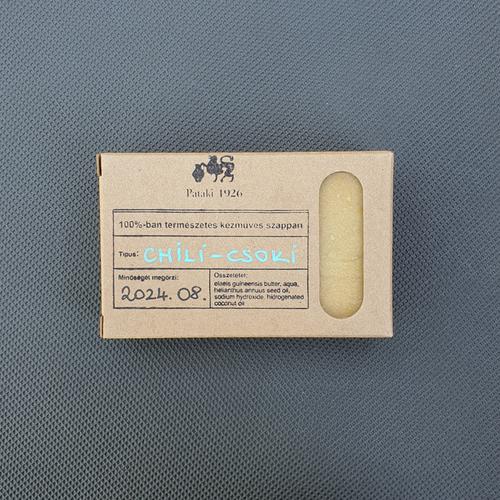 Pataki 1926
100%-ban természetes kézműves szappan
Típus: CHILI-CSOKI
Minőségét megőrzi:
2024.08.
Összetétel:
elaeis guineensis butter, aqua,
helianthus annuus seed oil,
sodium hydroxide, hidrogenated
coconut oil